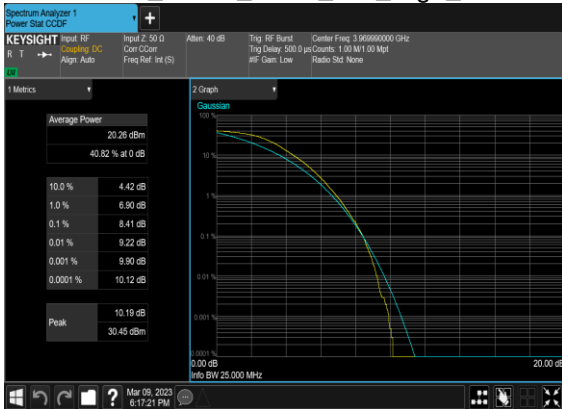 Spectrum Analyzer 1
Power Stat CCDF
KEYSIGHT
R T
Input: RF
Coupling: DC
Align: Auto
Input Z: 50 Ω
Corr CCorr
Freq Ref: Int (S)
Atten: 40 dB
Trig: RF Burst
Trig Delay: 500.0 µs
#IF Gain: Low
Center Freq: 3.969990000 GHz
Counts: 1.00 M/1.00 Mpt
Radio Std: None
1 Metrics
Average Power
20.26 dBm
40.82 % at 0 dB
10.0 % 4.42 dB
1.0 % 6.90 dB
0.1 % 8.41 dB
0.01 % 9.22 dB
0.001 % 9.90 dB
0.0001 % 10.12 dB
Peak
10.19 dB
30.45 dBm
2 Graph
Gaussian
100 %
10 %
1 %
0.1 %
0.01 %
0.001 %
0.0001 %
0.00 dB 20.00 dB
Info BW 25.000 MHz
Mar 09, 2023
6:17:21 PM